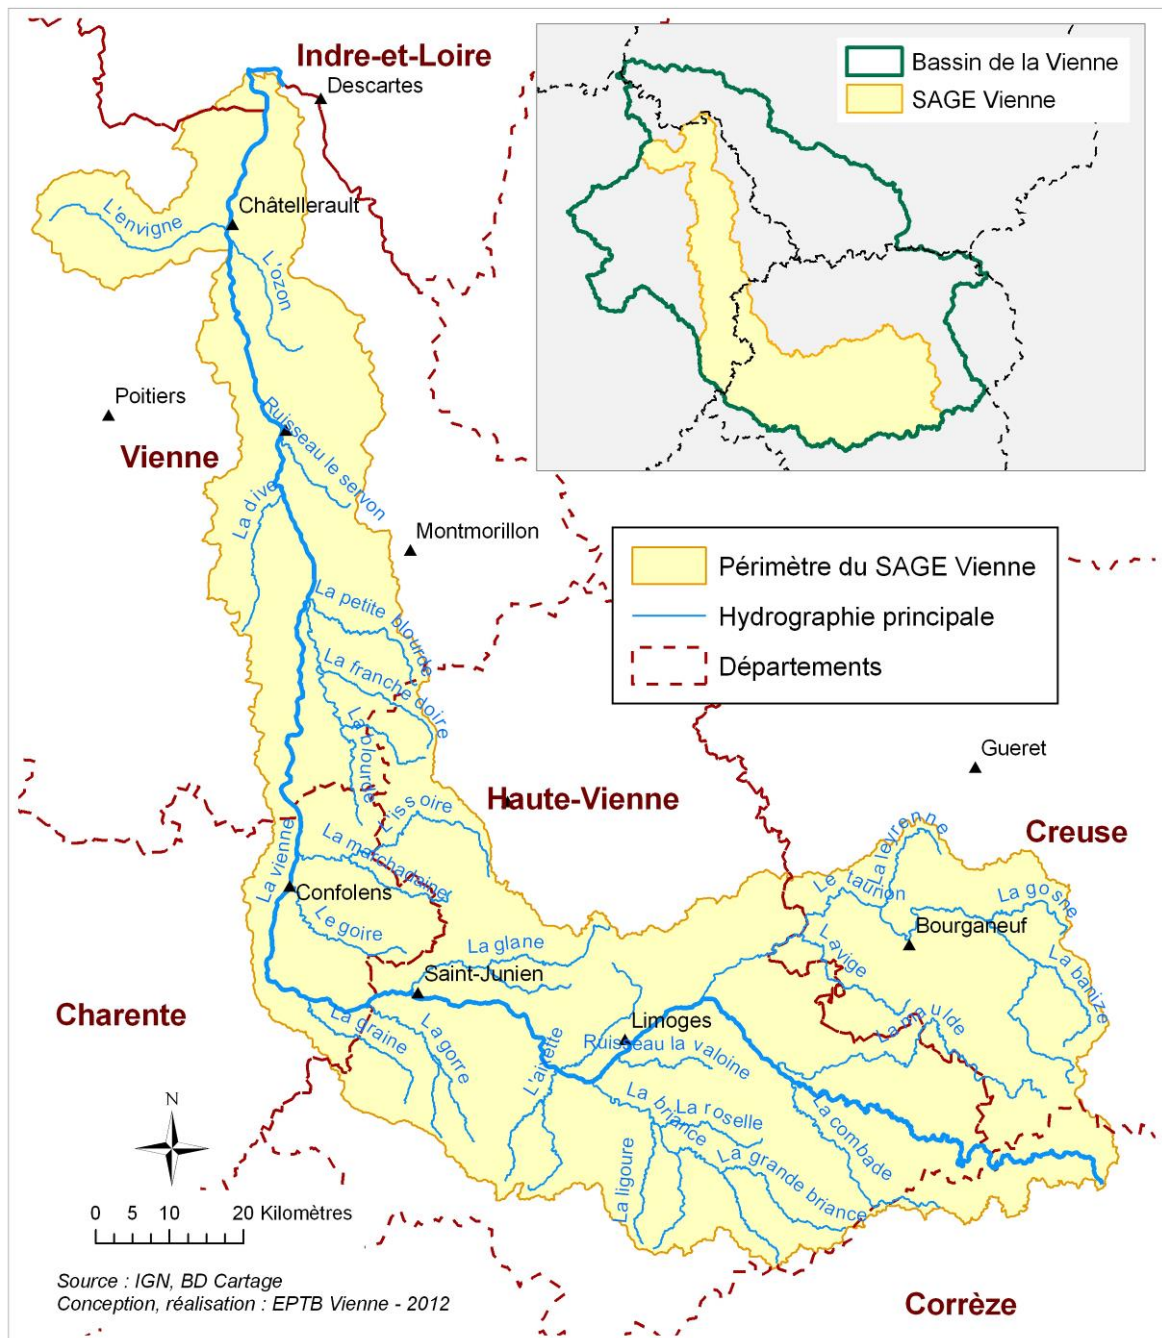 Indre-et-Loire
Descartes
Bassin de la Vienne
SAGE Vienne
Châtellerault
L'envigne
L'ozon
Poitiers
Vienne
Ruisseau le servon
La dive
Montmorillon
Périmètre du SAGE Vienne
Hydrographie principale
Départements
La petite blourde
La franche doire
La blourde
Gueret
Haute-Vienne
L'issoire
Creuse
La vienne
La marchadaine
Confolens
Le goire
La leyrenne
Le taurion
La gosne
Bourganeuf
La vige
La banize
La glane
Saint-Junien
Charente
La graine
La gorre
L'aixette
Limoges
Ruisseau la valoine
La maulde
La briance
La roselle
La combade
La ligoure
La grande briance
N
0 5 10 20 Kilomètres
Source : IGN, BD Cartage
Conception, réalisation : EPTB Vienne - 2012
Corrèze